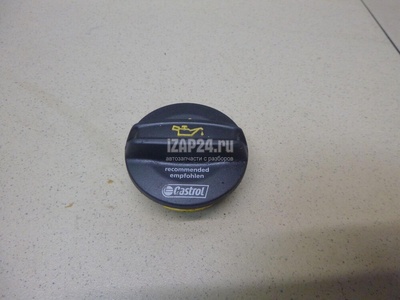 iZAP24.ru
автозапчасти с разборов
recommended
empfohlen
Castrol